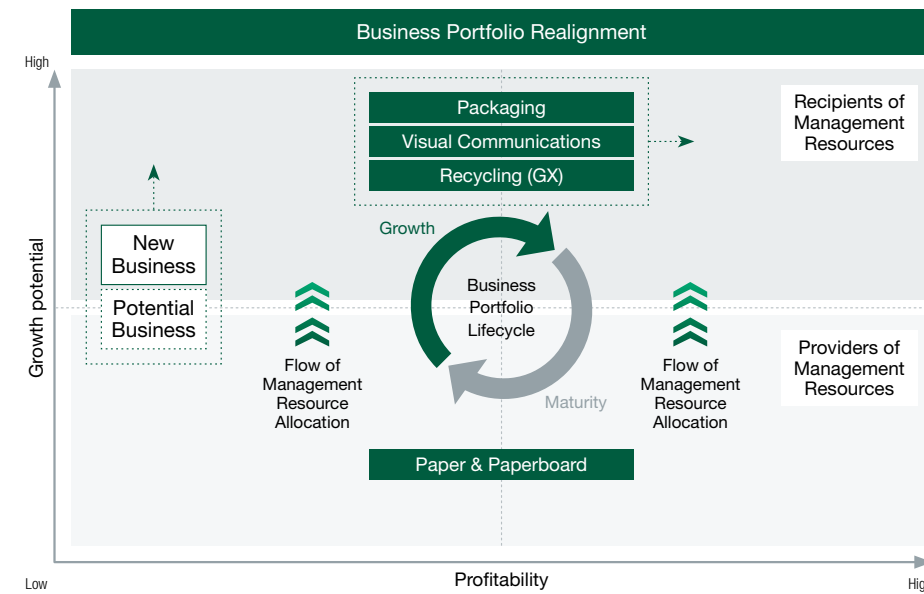 Business Portfolio Realignment
High
Packaging
Visual Communications
Recycling (GX)
Recipients of
Management
Resources
Growth
New
Business
Potential
Business
Business
Portfolio
Lifecycle
Growth potential
Flow of
Management
Resource
Allocation
Flow of
Management
Resource
Allocation
Providers of
Management
Resources
Maturity
Paper & Paperboard
Low
Profitability